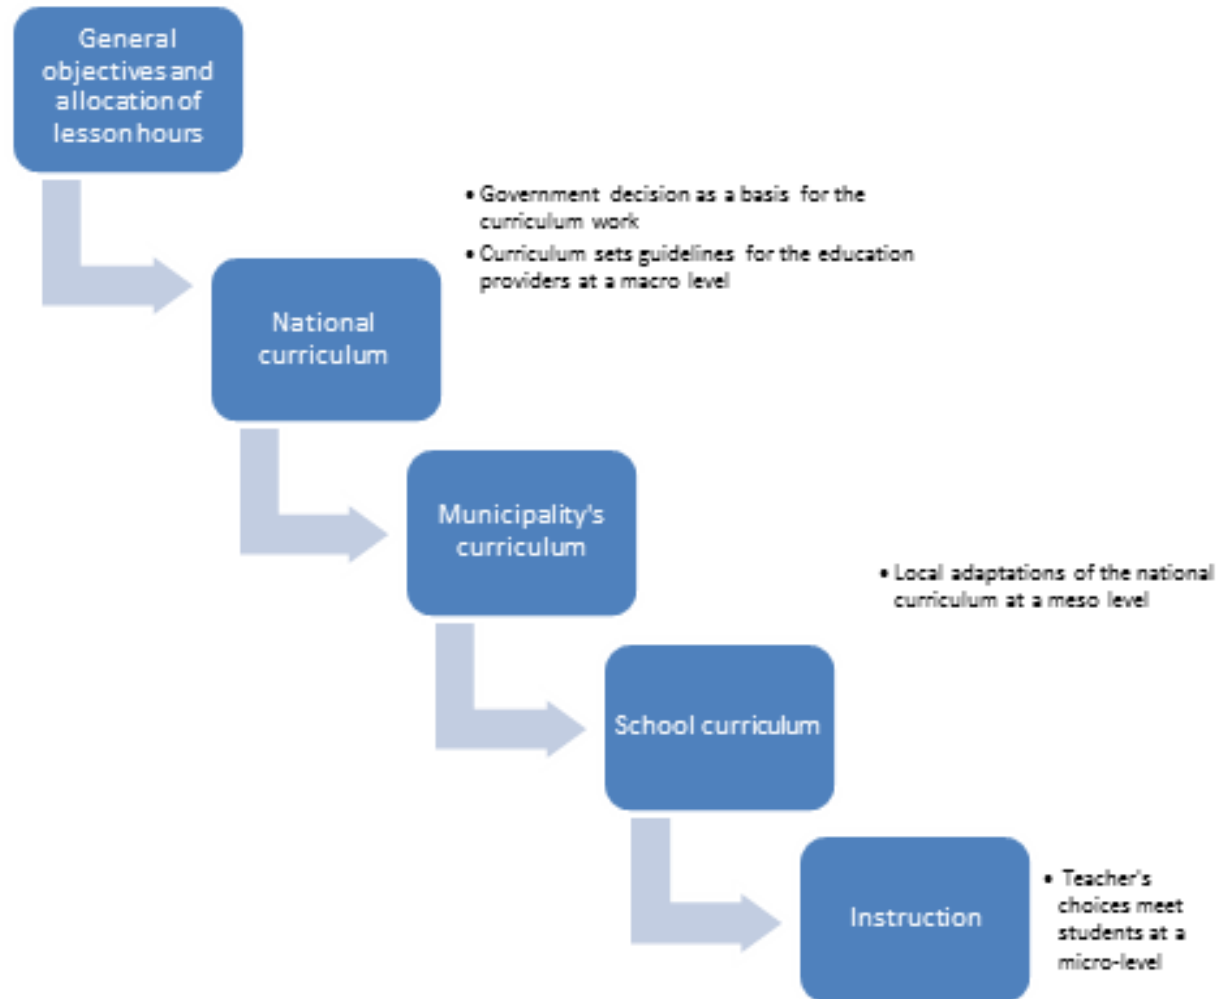 General
objectives and
allocation of
lesson hours
• Government decision as a basis for the
curriculum work
• Curriculum sets guidelines for the education
providers at a macro level
National
curriculum
Municipality's
curriculum
• Local adaptations of the national
curriculum at a meso level
School curriculum
Instruction
• Teacher's
choices meet
students at a
micro-level